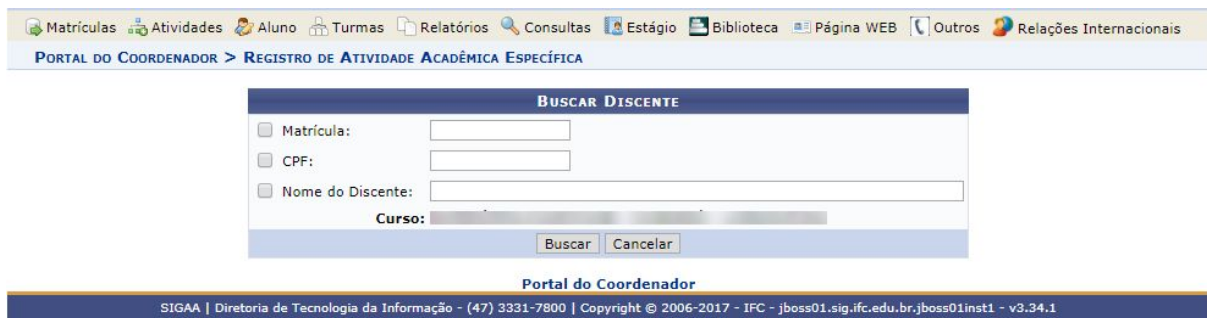 Matrículas Atividades Aluno Turmas Relatórios Consultas Estágio Biblioteca Página WEB Outros Relações Internacionais
PORTAL DO COORDENADOR > REGISTRO DE ATIVIDADE ACADÊMICA ESPECÍFICA
BUSCAR DISCENTE
Matrícula:
CPF:
Nome do Discente:
Curso:
Buscar Cancelar
Portal do Coordenador
SIGAA | Diretoria de Tecnologia da Informação - (47) 3331-7800 | Copyright © 2006-2017 - IFC - jboss01.sig.ifc.edu.br.jboss01inst1 - v3.34.1